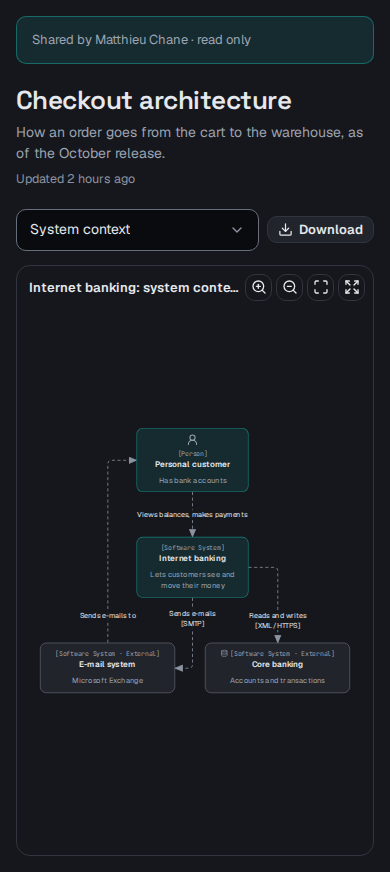 Shared by Matthieu Chane · read only
Checkout architecture
How an order goes from the cart to the warehouse, as
of the October release.
Updated 2 hours ago
System context
Download
Internet banking: system conte…
[Person]
Personal customer
Has bank accounts
Views balances, makes payments
[Software System]
Internet banking
Lets customers see and
move their money
Sends e-mails to
Sends e-mails
[SMTP]
Reads and writes
[XML/HTTPS]
[Software System · External]
E-mail system
Microsoft Exchange
[Software System · External]
Core banking
Accounts and transactions